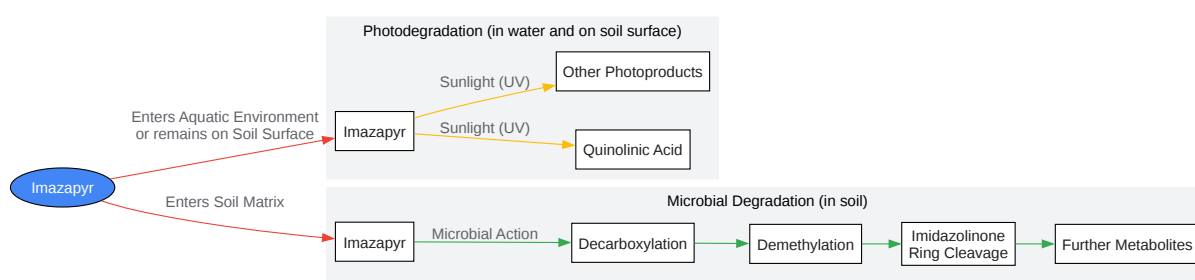 Photodegradation (in water and on soil surface)
Other Photoproducts
Sunlight (UV)
Enters Aquatic Environment
or remains on Soil Surface
Imazapyr
Sunlight (UV)
Quinolinic Acid
Imazapyr
Enters Soil Matrix
Microbial Degradation (in soil)
Imazapyr
Microbial Action
Decarboxylation
Demethylation
Imidazolinone
Ring Cleavage
Further Metabolites